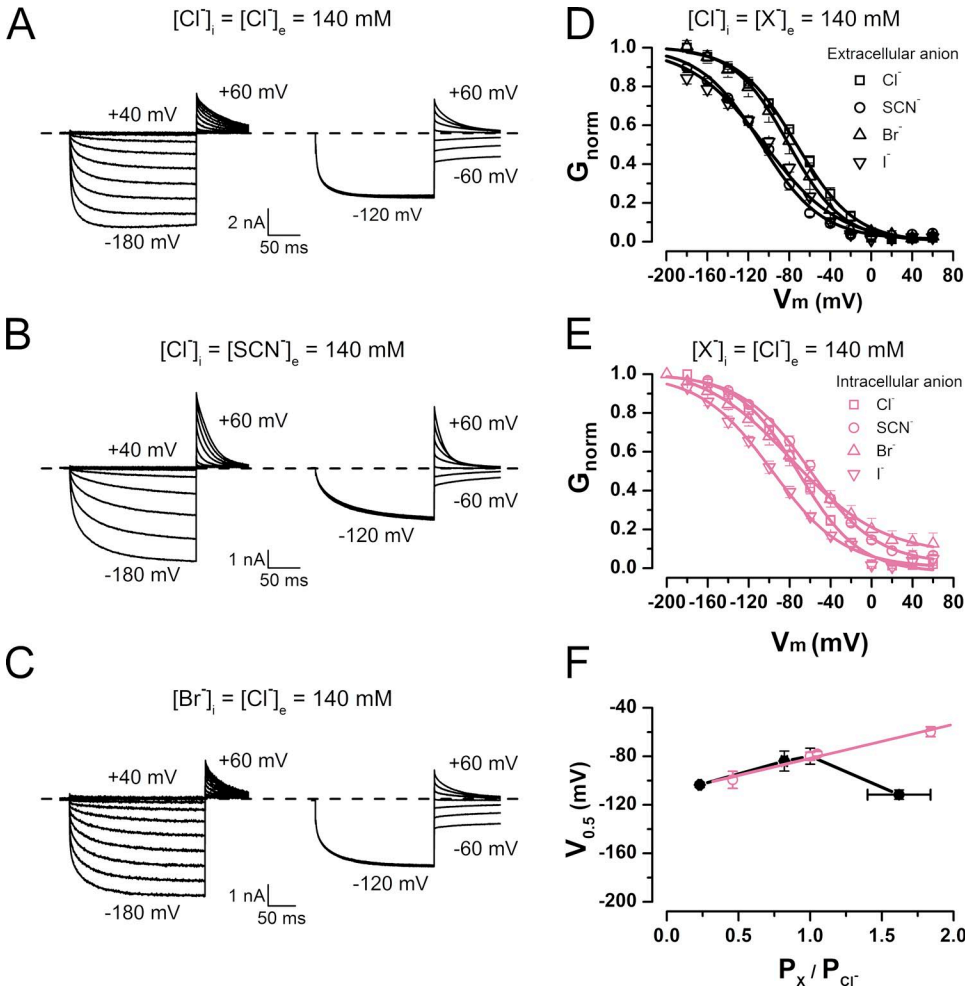 A
[Cl⁻]ᵢ = [Cl⁻]ₑ = 140 mM
+40 mV
+60 mV
-180 mV
2 nA
50 ms
+60 mV
-60 mV
-120 mV
B
[Cl⁻]ᵢ = [SCN⁻]ₑ = 140 mM
+40 mV
+60 mV
-180 mV
1 nA
50 ms
+60 mV
-60 mV
-120 mV
C
[Br⁻]ᵢ = [Cl⁻]ₑ = 140 mM
+40 mV
+60 mV
-180 mV
1 nA
50 ms
+60 mV
-60 mV
-120 mV
D
[Cl⁻]ᵢ = [X⁻]ₑ = 140 mM
Extracellular anion
Cl⁻
SCN⁻
Br⁻
I⁻
Gnorm
1.0
0.8
0.6
0.4
0.2
0.0
-200 -160 -120 -80 -40 0 40 80
Vm (mV)
E
[X⁻]ᵢ = [Cl⁻]ₑ = 140 mM
Intracellular anion
Cl⁻
SCN⁻
Br⁻
I⁻
Gnorm
1.0
0.8
0.6
0.4
0.2
0.0
-200 -160 -120 -80 -40 0 40 80
Vm (mV)
F
V0.5 (mV)
-40
-80
-120
-160
-200
0.0 0.5 1.0 1.5 2.0
PX / PCl⁻